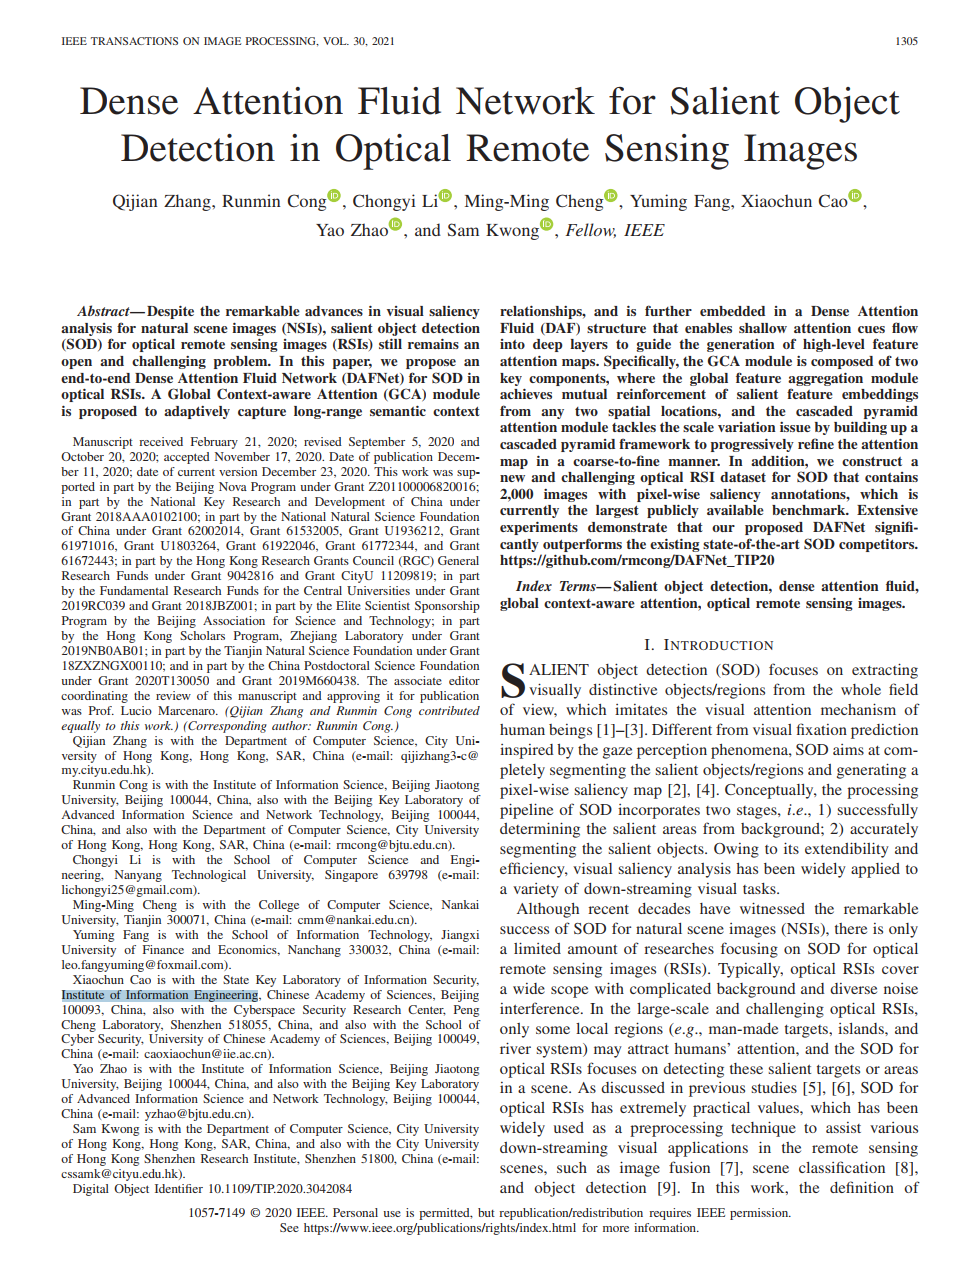 IEEE TRANSACTIONS ON IMAGE PROCESSING, VOL. 30, 2021
1305
Dense Attention Fluid Network for Salient Object
Detection in Optical Remote Sensing Images
Qijian Zhang, Runmin Cong, Chongyi Li, Ming-Ming Cheng, Yuming Fang, Xiaochun Cao,
Yao Zhao, and Sam Kwong, Fellow, IEEE
Abstract—Despite the remarkable advances in visual saliency
analysis for natural scene images (NSIs), salient object detection
(SOD) for optical remote sensing images (RSIs) still remains an
open and challenging problem. In this paper, we propose an
end-to-end Dense Attention Fluid Network (DAFNet) for SOD in
optical RSIs. A Global Context-aware Attention (GCA) module
is proposed to adaptively capture long-range semantic context
Manuscript received February 21, 2020; revised September 5, 2020 and
October 20, 2020; accepted November 17, 2020. Date of publication Decem-
ber 11, 2020; date of current version December 23, 2020. This work was sup-
ported in part by the Beijing Nova Program under Grant Z201100006820016;
in part by the National Key Research and Development of China under
Grant 2018AAA0102100; in part by the National Natural Science Foundation
of China under Grant 62002014, Grant 61532005, Grant U1936212, Grant
61971016, Grant U1803264, Grant 61922046, Grant 61772344, and Grant
61672443; in part by the Hong Kong Research Grants Council (RGC) General
Research Funds under Grant 9042816 and Grant CityU 11209819; in part
by the Fundamental Research Funds for the Central Universities under Grant
2019RC039 and Grant 2018JBZ001; in part by the Elite Scientist Sponsorship
Program by the Beijing Association for Science and Technology; in part
by the Hong Kong Scholars Program, Zhejiang Laboratory under Grant
2019NB0AB01; in part by the Tianjin Natural Science Foundation under Grant
18ZXZNGX00110; and in part by the China Postdoctoral Science Foundation
under Grant 2020T130050 and Grant 2019M660438. The associate editor
coordinating the review of this manuscript and approving it for publication
was Prof. Lucio Marcenaro. (Qijian Zhang and Runmin Cong contributed
equally to this work.) (Corresponding author: Runmin Cong.)
Qijian Zhang is with the Department of Computer Science, City Uni-
versity of Hong Kong, Hong Kong, SAR, China (e-mail: qijizhang3-c@
my.cityu.edu.hk).
Runmin Cong is with the Institute of Information Science, Beijing Jiaotong
University, Beijing 100044, China, also with the Beijing Key Laboratory of
Advanced Information Science and Network Technology, Beijing 100044,
China, and also with the Department of Computer Science, City University
of Hong Kong, Hong Kong, SAR, China (e-mail: rmcong@bjtu.edu.cn).
Chongyi Li is with the School of Computer Science and Engi-
neering, Nanyang Technological University, Singapore 639798 (e-mail:
lichongyi25@gmail.com).
Ming-Ming Cheng is with the College of Computer Science, Nankai
University, Tianjin 300071, China (e-mail: cmm@nankai.edu.cn).
Yuming Fang is with the School of Information Technology, Jiangxi
University of Finance and Economics, Nanchang 330032, China (e-mail:
leo.fangyuming@foxmail.com).
Xiaochun Cao is with the State Key Laboratory of Information Security,
Institute of Information Engineering, Chinese Academy of Sciences, Beijing
100093, China, also with the Cyberspace Security Research Center, Peng
Cheng Laboratory, Shenzhen 518055, China, and also with the School of
Cyber Security, University of Chinese Academy of Sciences, Beijing 100049,
China (e-mail: caoxiaochun@iie.ac.cn).
Yao Zhao is with the Institute of Information Science, Beijing Jiaotong
University, Beijing 100044, China, and also with the Beijing Key Laboratory
of Advanced Information Science and Network Technology, Beijing 100044,
China (e-mail: yzhao@bjtu.edu.cn).
Sam Kwong is with the Department of Computer Science, City University
of Hong Kong, Hong Kong, SAR, China, and also with the City University
of Hong Kong Shenzhen Research Institute, Shenzhen 51800, China (e-mail:
cssamk@cityu.edu.hk).
Digital Object Identifier 10.1109/TIP.2020.3042084
relationships, and is further embedded in a Dense Attention
Fluid (DAF) structure that enables shallow attention cues flow
into deep layers to guide the generation of high-level feature
attention maps. Specifically, the GCA module is composed of two
key components, where the global feature aggregation module
achieves mutual reinforcement of salient feature embeddings
from any two spatial locations, and the cascaded pyramid
attention module tackles the scale variation issue by building up a
cascaded pyramid framework to progressively refine the attention
map in a coarse-to-fine manner. In addition, we construct a
new and challenging optical RSI dataset for SOD that contains
2,000 images with pixel-wise saliency annotations, which is
currently the largest publicly available benchmark. Extensive
experiments demonstrate that our proposed DAFNet signifi-
cantly outperforms the existing state-of-the-art SOD competitors.
https://github.com/rmcong/DAFNet_TIP20
Index Terms—Salient object detection, dense attention fluid,
global context-aware attention, optical remote sensing images.
I. INTRODUCTION
SALIENT object detection (SOD) focuses on extracting
visually distinctive objects/regions from the whole field
of view, which imitates the visual attention mechanism of
human beings [1]–[3]. Different from visual fixation prediction
inspired by the gaze perception phenomena, SOD aims at com-
pletely segmenting the salient objects/regions and generating a
pixel-wise saliency map [2], [4]. Conceptually, the processing
pipeline of SOD incorporates two stages, i.e., 1) successfully
determining the salient areas from background; 2) accurately
segmenting the salient objects. Owing to its extendibility and
efficiency, visual saliency analysis has been widely applied to
a variety of down-streaming visual tasks.
Although recent decades have witnessed the remarkable
success of SOD for natural scene images (NSIs), there is only
a limited amount of researches focusing on SOD for optical
remote sensing images (RSIs). Typically, optical RSIs cover
a wide scope with complicated background and diverse noise
interference. In the large-scale and challenging optical RSIs,
only some local regions (e.g., man-made targets, islands, and
river system) may attract humans' attention, and the SOD for
optical RSIs focuses on detecting these salient targets or areas
in a scene. As discussed in previous studies [5], [6], SOD for
optical RSIs has extremely practical values, which has been
widely used as a preprocessing technique to assist various
down-streaming visual applications in the remote sensing
scenes, such as image fusion [7], scene classification [8],
and object detection [9]. In this work, the definition of
1057-7149 © 2020 IEEE. Personal use is permitted, but republication/redistribution requires IEEE permission.
See https://www.ieee.org/publications/rights/index.html for more information.